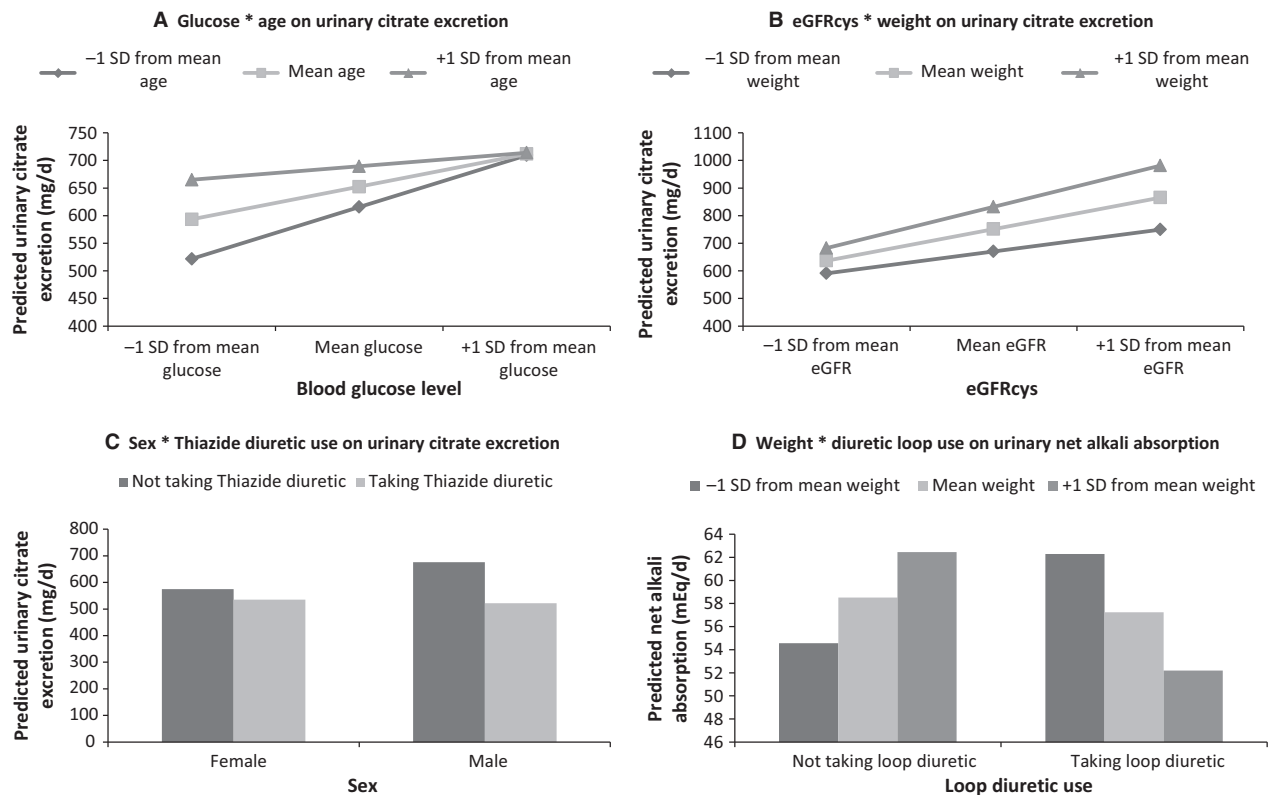 A Glucose * age on urinary citrate excretion
–1 SD from mean age
Mean age
+1 SD from mean age
Predicted urinary citrate excretion (mg/d)
750
700
650
600
550
500
450
400
–1 SD from mean glucose
Mean glucose
+1 SD from mean glucose
Blood glucose level
B eGFRcys * weight on urinary citrate excretion
–1 SD from mean weight
Mean weight
+1 SD from mean weight
Predicted urinary citrate excretion (mg/d)
1100
1000
900
800
700
600
500
400
–1 SD from mean eGFR
Mean eGFR
+1 SD from mean eGFR
eGFRcys
C Sex * Thiazide diuretic use on urinary citrate excretion
Not taking Thiazide diuretic
Taking Thiazide diuretic
Predicted urinary citrate excretion (mg/d)
800
700
600
500
400
300
200
100
0
Female
Male
Sex
D Weight * diuretic loop use on urinary net alkali absorption
–1 SD from mean weight
Mean weight
+1 SD from mean weight
Predicted net alkali absorption (mEq/d)
64
62
60
58
56
54
52
50
48
46
Not taking loop diuretic
Taking loop diuretic
Loop diuretic use